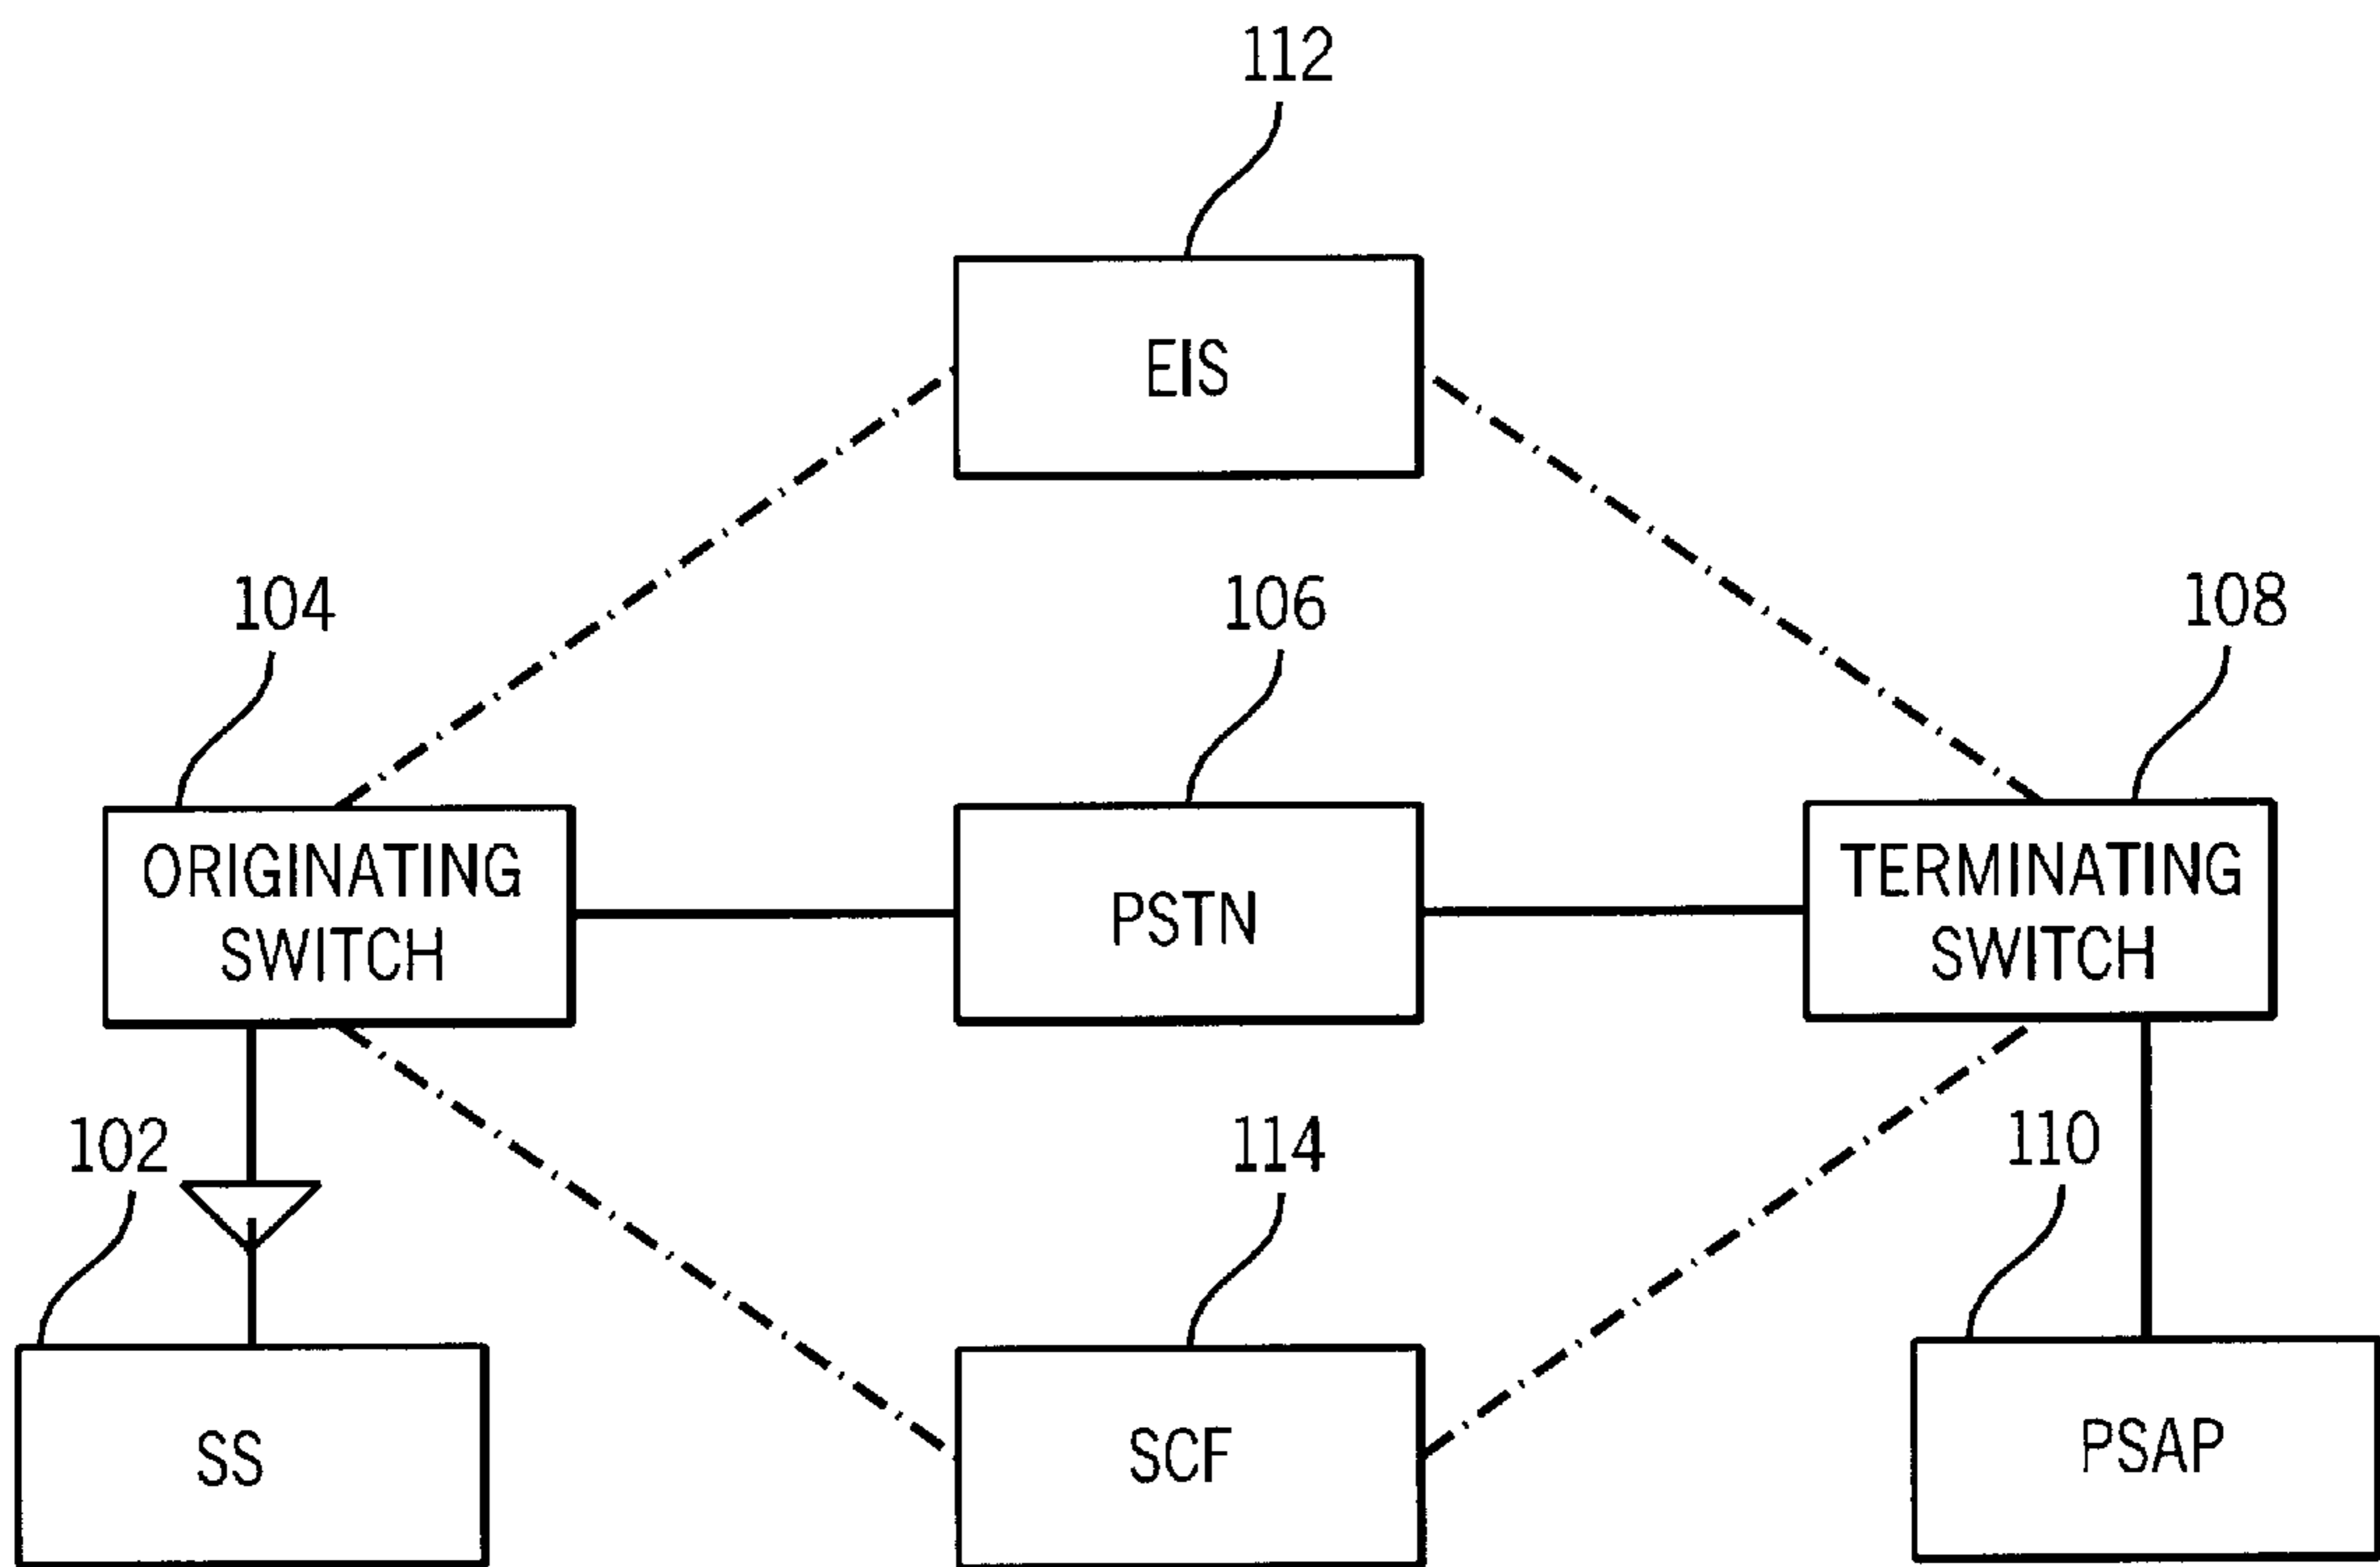 112
EIS
104
106
108
ORIGINATING
SWITCH
PSTN
TERMINATING
SWITCH
102
114
110
SS
SCF
PSAP